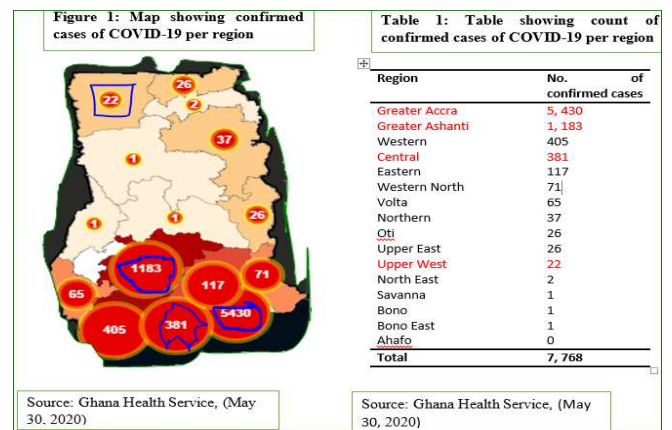 Figure 1: Map showing confirmed
cases of COVID-19 per region
26
22
2
37
1
1
1
26
1183
71
117
65
5430
381
405
Source: Ghana Health Service, (May
30, 2020)
Table 1: Table showing count of
confirmed cases of COVID-19 per region
Region No. of
confirmed cases
Greater Accra 5, 430
Greater Ashanti 1, 183
Western 405
Central 381
Eastern 117
Western North 71
Volta 65
Northern 37
Oti 26
Upper East 26
Upper West 22
North East 2
Savanna 1
Bono 1
Bono East 1
Ahafo 0
Total 7, 768
Source: Ghana Health Service, (May
30, 2020)